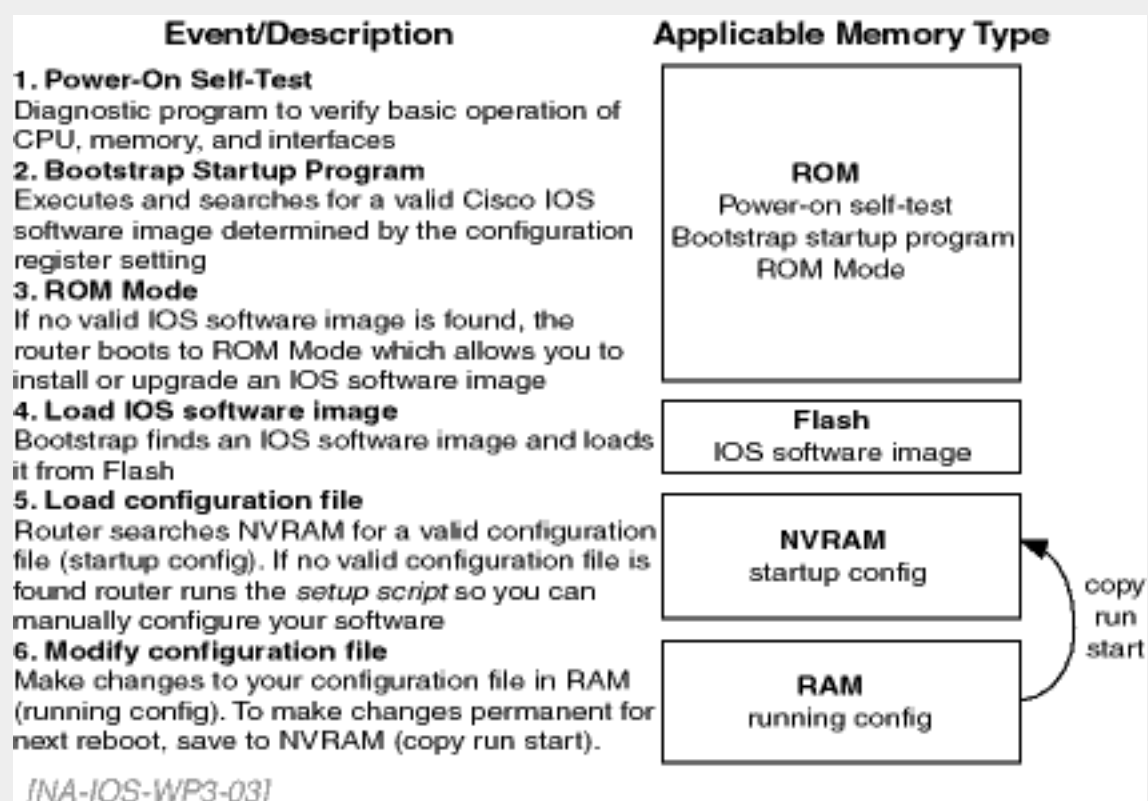 Event/Description
1. Power-On Self-Test
Diagnostic program to verify basic operation of
CPU, memory, and interfaces
2. Bootstrap Startup Program
Executes and searches for a valid Cisco IOS
software image determined by the configuration
register setting
3. ROM Mode
If no valid IOS software image is found, the
router boots to ROM Mode which allows you to
install or upgrade an IOS software image
4. Load IOS software image
Bootstrap finds an IOS software image and loads
it from Flash
5. Load configuration file
Router searches NVRAM for a valid configuration
file (startup config). If no valid configuration file is
found router runs the setup script so you can
manually configure your software
6. Modify configuration file
Make changes to your configuration file in RAM
(running config). To make changes permanent for
next reboot, save to NVRAM (copy run start).
[NA-IOS-WP3-03]
Applicable Memory Type
ROM
Power-on self-test
Bootstrap startup program
ROM Mode
Flash
IOS software image
NVRAM
startup config
RAM
running config
copy
run
start